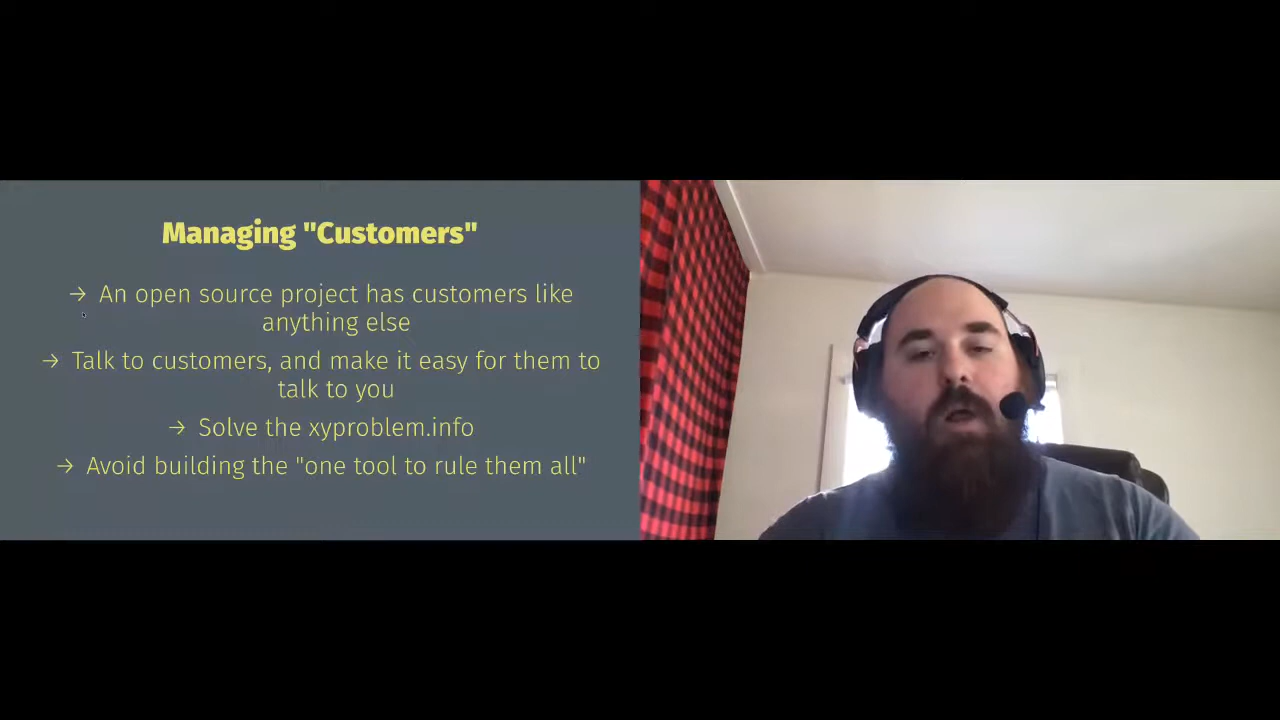 Managing "Customers"
→ An open source project has customers like
anything else
→ Talk to customers, and make it easy for them to
talk to you
→ Solve the xyproblem.info
→ Avoid building the "one tool to rule them all"